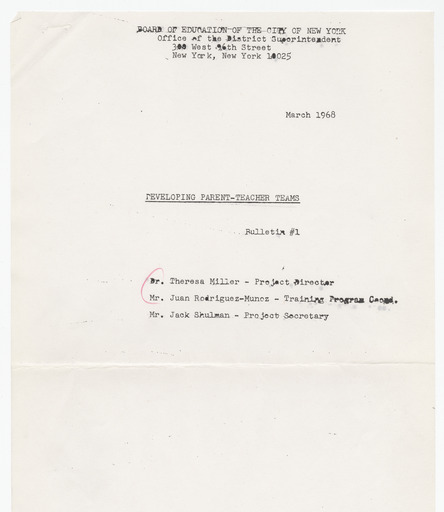 BOARD OF EDUCATION OF THE CITY OF NEW YORK
Office of the District Superintendent
300 West 96th Street
New York, New York 10025
March 1968
DEVELOPING PARENT-TEACHER TEAMS
Bulletin #1
Dr. Theresa Miller - Project Director
Mr. Juan Rodriguez-Munoz - Training Program Coord.
Mr. Jack Shulman - Project Secretary